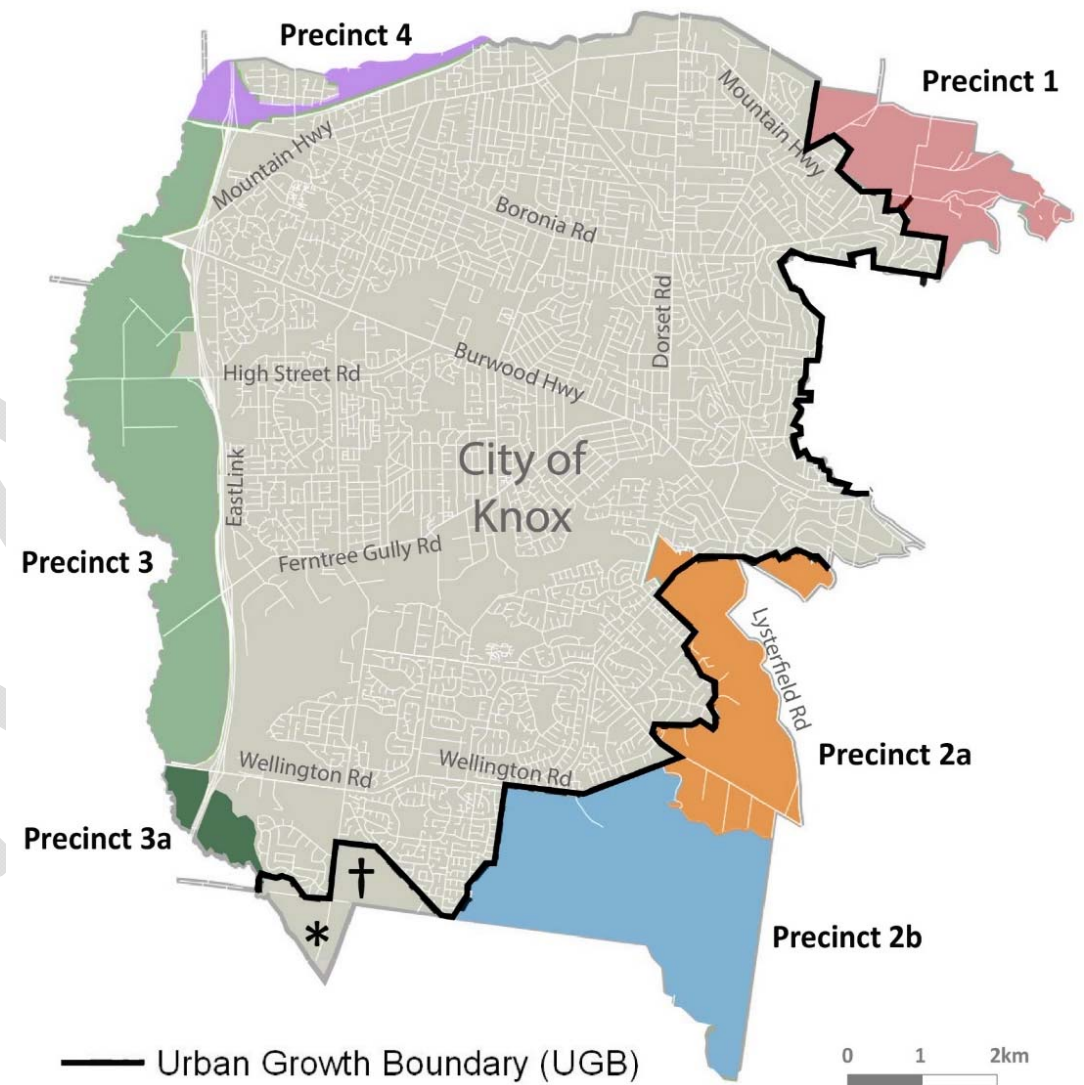 Precinct 4
Precinct 1
Mountain Hwy
Mountain Hwy
Boronia Rd
Dorset Rd
Burwood Hwy
High Street Rd
City of
Knox
EastLink
Ferntree Gully Rd
Precinct 3
Lysterfield Rd
Wellington Rd
Wellington Rd
Precinct 2a
Precinct 3a
†
*
Precinct 2b
Urban Growth Boundary (UGB)
0 1 2km